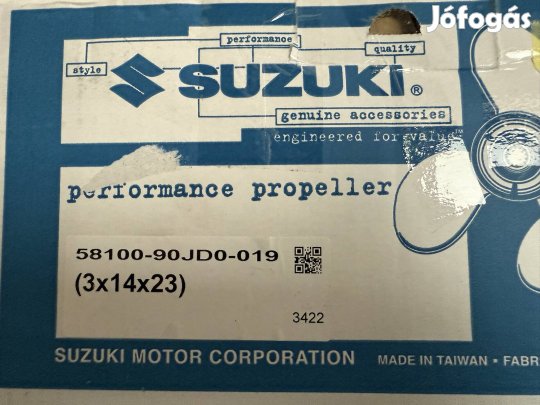 Jófogás
performance
quality
style
SUZUKI®
genuine accessories
engineered for value
performance propeller
58100-90JD0-019
(3x14x23)
3422
SUZUKI MOTOR CORPORATION
MADE IN TAIWAN • FABR